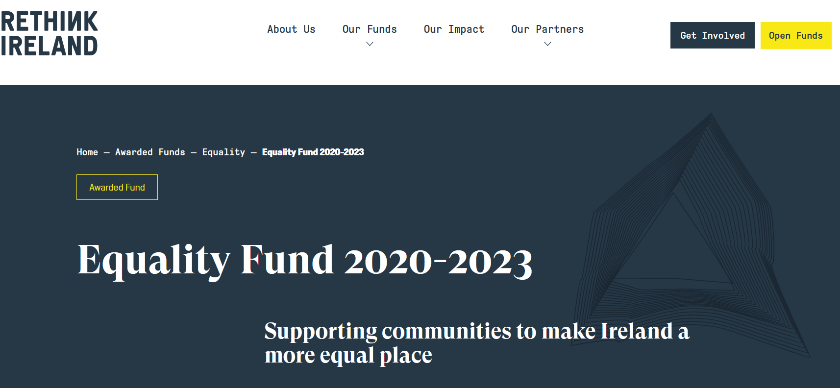 RETHINK
IRELAND
About Us Our Funds Our Impact Our Partners
Get Involved Open Funds
Home — Awarded Funds — Equality — Equality Fund 2020-2023
Awarded Fund
Equality Fund 2020-2023
Supporting communities to make Ireland a
more equal place